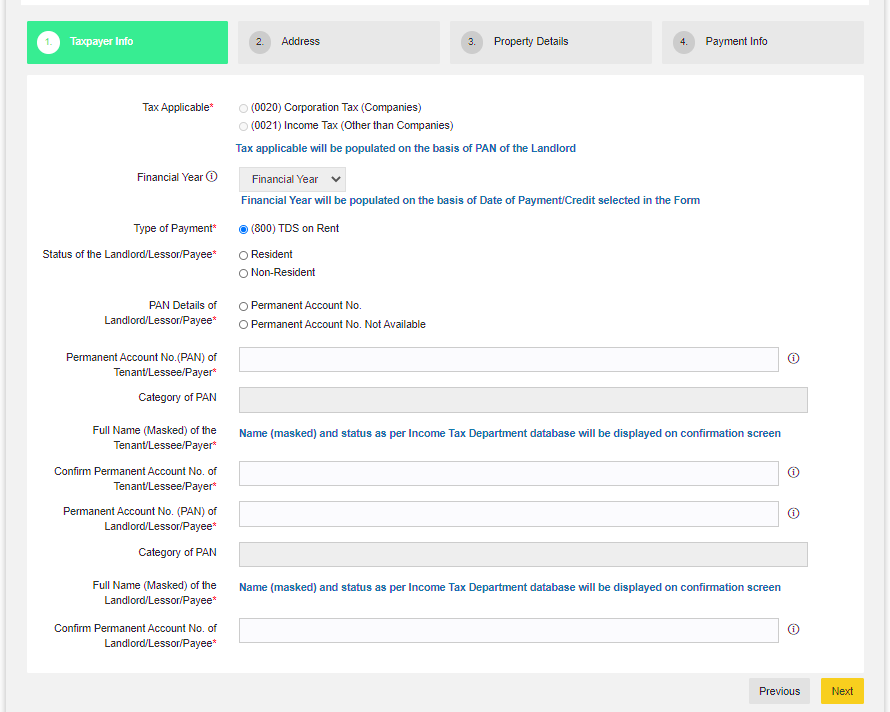 1. Taxpayer Info
2. Address
3. Property Details
4. Payment Info
Tax Applicable*
(0020) Corporation Tax (Companies)
(0021) Income Tax (Other than Companies)
Tax applicable will be populated on the basis of PAN of the Landlord
Financial Year
Financial Year
Financial Year will be populated on the basis of Date of Payment/Credit selected in the Form
Type of Payment*
(800) TDS on Rent
Status of the Landlord/Lessor/Payee*
Resident
Non-Resident
PAN Details of
Landlord/Lessor/Payee*
Permanent Account No.
Permanent Account No. Not Available
Permanent Account No.(PAN) of
Tenant/Lessee/Payer*
Category of PAN
Full Name (Masked) of the
Tenant/Lessee/Payer*
Name (masked) and status as per Income Tax Department database will be displayed on confirmation screen
Confirm Permanent Account No. of
Tenant/Lessee/Payer*
Permanent Account No. (PAN) of
Landlord/Lessor/Payee*
Category of PAN
Full Name (Masked) of the
Landlord/Lessor/Payee*
Name (masked) and status as per Income Tax Department database will be displayed on confirmation screen
Confirm Permanent Account No. of
Landlord/Lessor/Payee*
Previous
Next